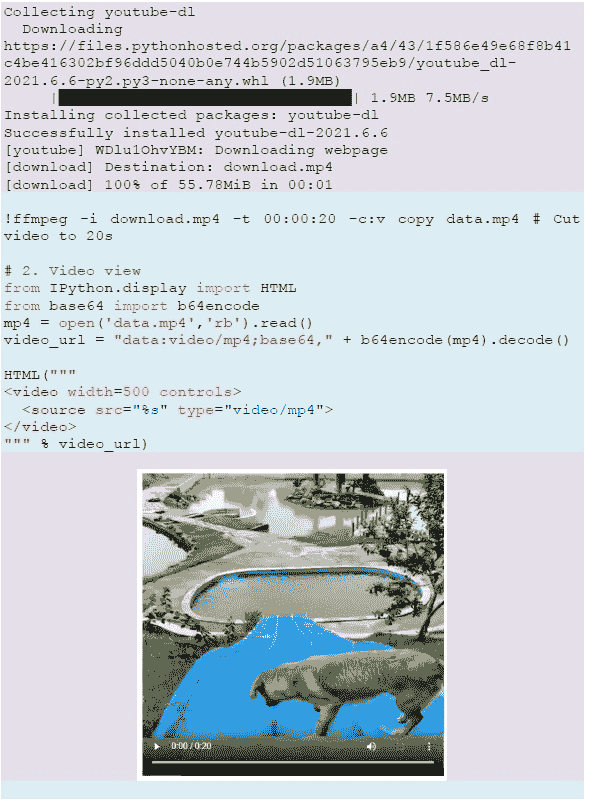 Collecting youtube-dl
Downloading
https://files.pythonhosted.org/packages/a4/43/1f586e49e68f8b41
c4be416302bf96ddd5040b0e744b5902d51063795eb9/youtube_dl-
2021.6.6-py2.py3-none-any.whl (1.9MB)
|████████████████████████████████| 1.9MB 7.5MB/s
Installing collected packages: youtube-dl
Successfully installed youtube-dl-2021.6.6
[youtube] WDlu1OhvYBM: Downloading webpage
[download] Destination: download.mp4
[download] 100% of 55.78MiB in 00:01
!ffmpeg -i download.mp4 -t 00:00:20 -c:v copy data.mp4 # Cut
video to 20s
# 2. Video view
from IPython.display import HTML
from base64 import b64encode
mp4 = open('data.mp4','rb').read()
video_url = "data:video/mp4;base64," + b64encode(mp4).decode()
HTML("""
<video width=500 controls>
<source src="%s" type="video/mp4">
</video>
""" % video_url)
0:00 / 0:20